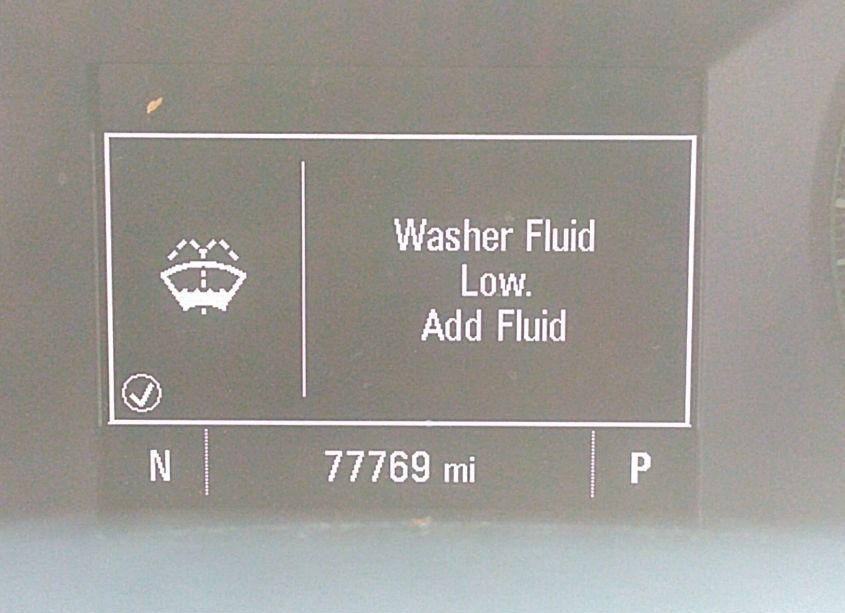 Washer Fluid
Low.
Add Fluid
N 77769 mi P